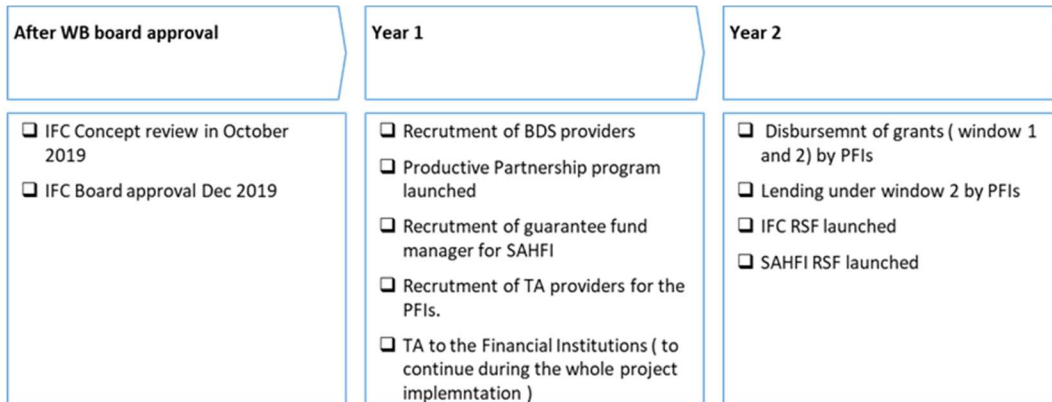 After WB board approval
Year 1
Year 2
❑ IFC Concept review in October
2019
❑ IFC Board approval Dec 2019
❑ Recrutment of BDS providers
❑ Productive Partnership program
launched
❑ Recrutment of guarantee fund
manager for SAHFI
❑ Recrutment of TA providers for the
PFIs.
❑ TA to the Financial Institutions ( to
continue during the whole project
implemntation )
❑ Disbursemnt of grants ( window 1
and 2) by PFIs
❑ Lending under window 2 by PFIs
❑ IFC RSF launched
❑ SAHFI RSF launched